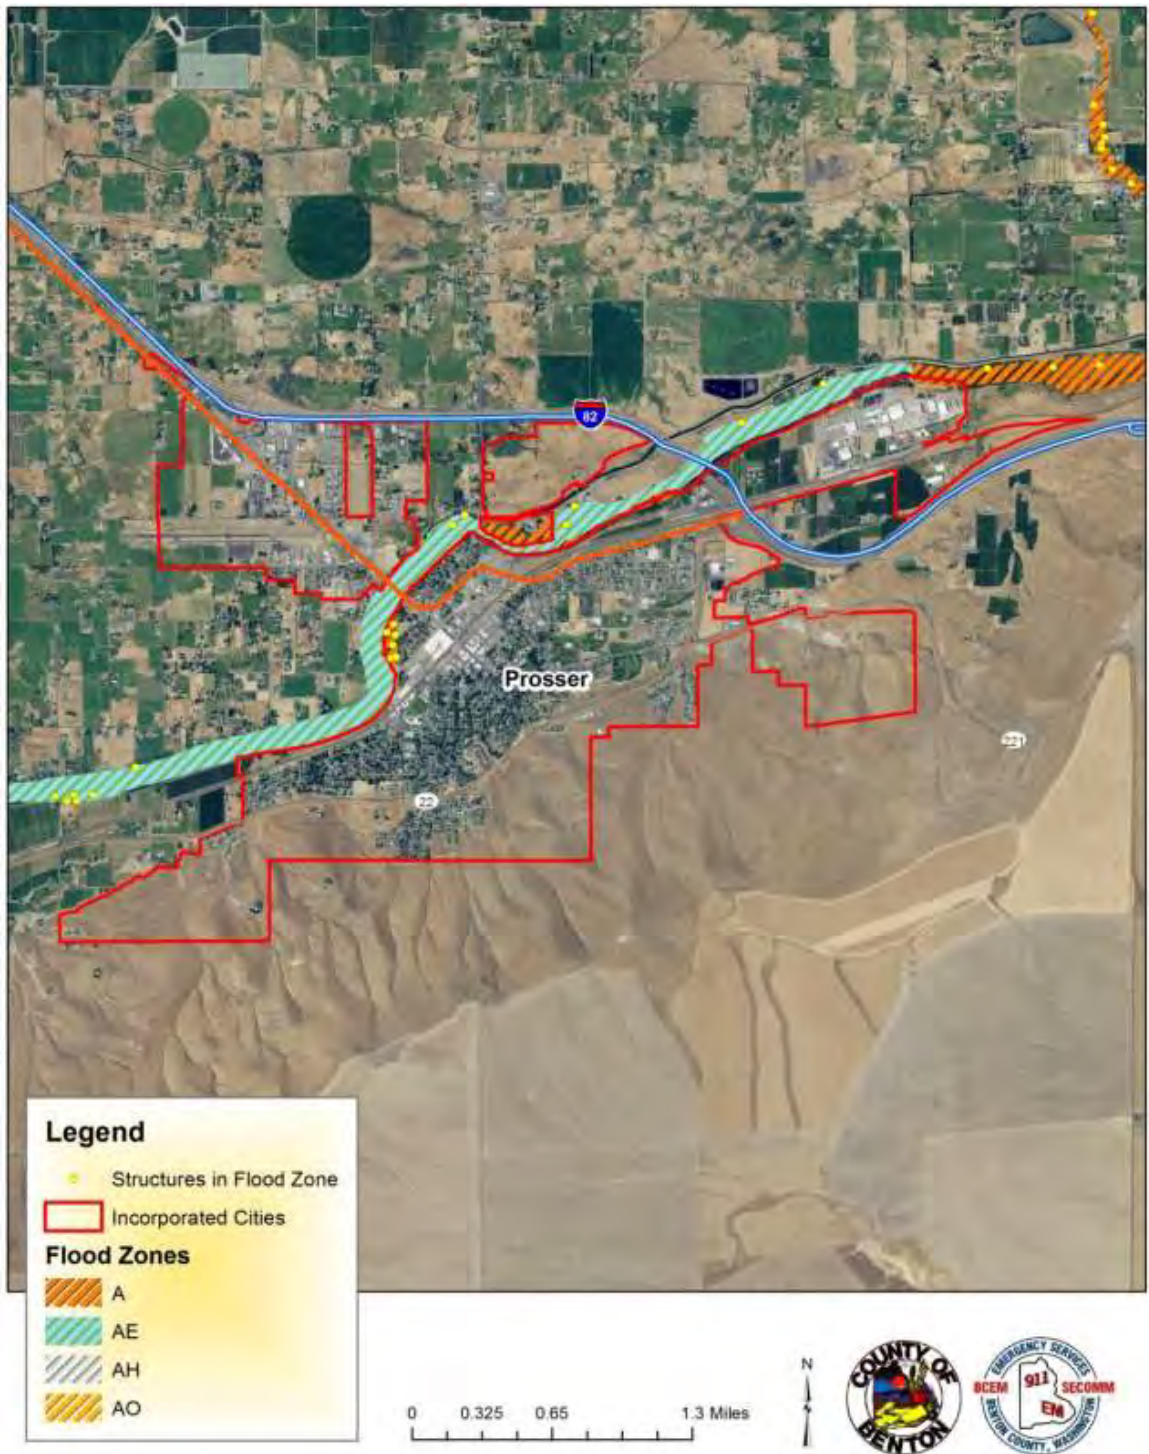 82
Prosser
221
22
Legend
Structures in Flood Zone
Incorporated Cities
Flood Zones
A
AE
AH
AO
0 0.325 0.65 1.3 Miles
N
COUNTY OF
BENTON
EMERGENCY SERVICES
BCEM 911 SECOMM
EM
BENTON COUNTY, WASHINGTON